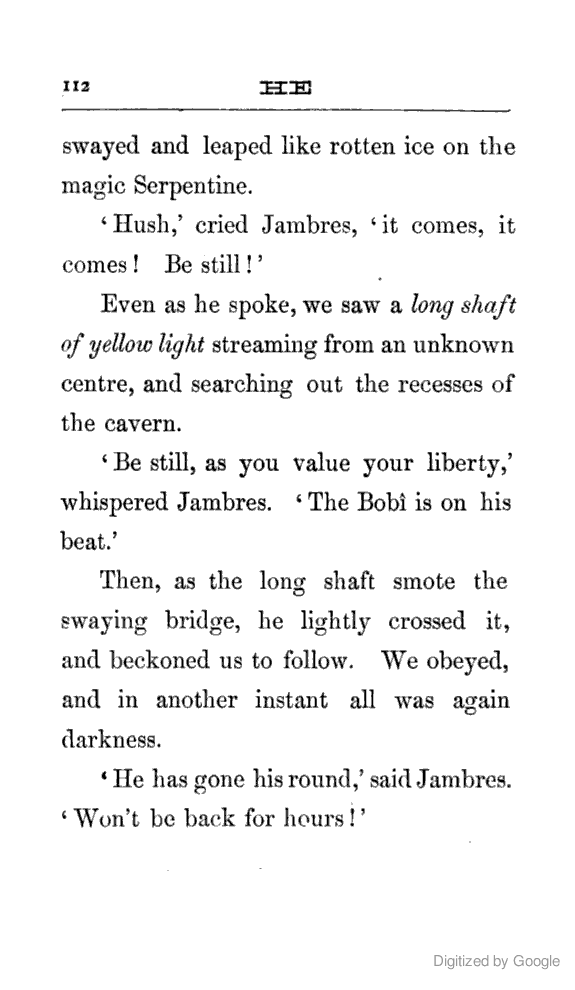 112 HE
swayed and leaped like rotten ice on the
magic Serpentine.
‘Hush,’ cried Jambres, ‘it comes, it
comes! Be still!’
Even as he spoke, we saw a long shaft
of yellow light streaming from an unknown
centre, and searching out the recesses of
the cavern.
‘Be still, as you value your liberty,’
whispered Jambres. ‘The Bobî is on his
beat.’
Then, as the long shaft smote the
swaying bridge, he lightly crossed it,
and beckoned us to follow. We obeyed,
and in another instant all was again
darkness.
‘He has gone his round,’ said Jambres.
‘Won’t be back for hours!’
Digitized by Google